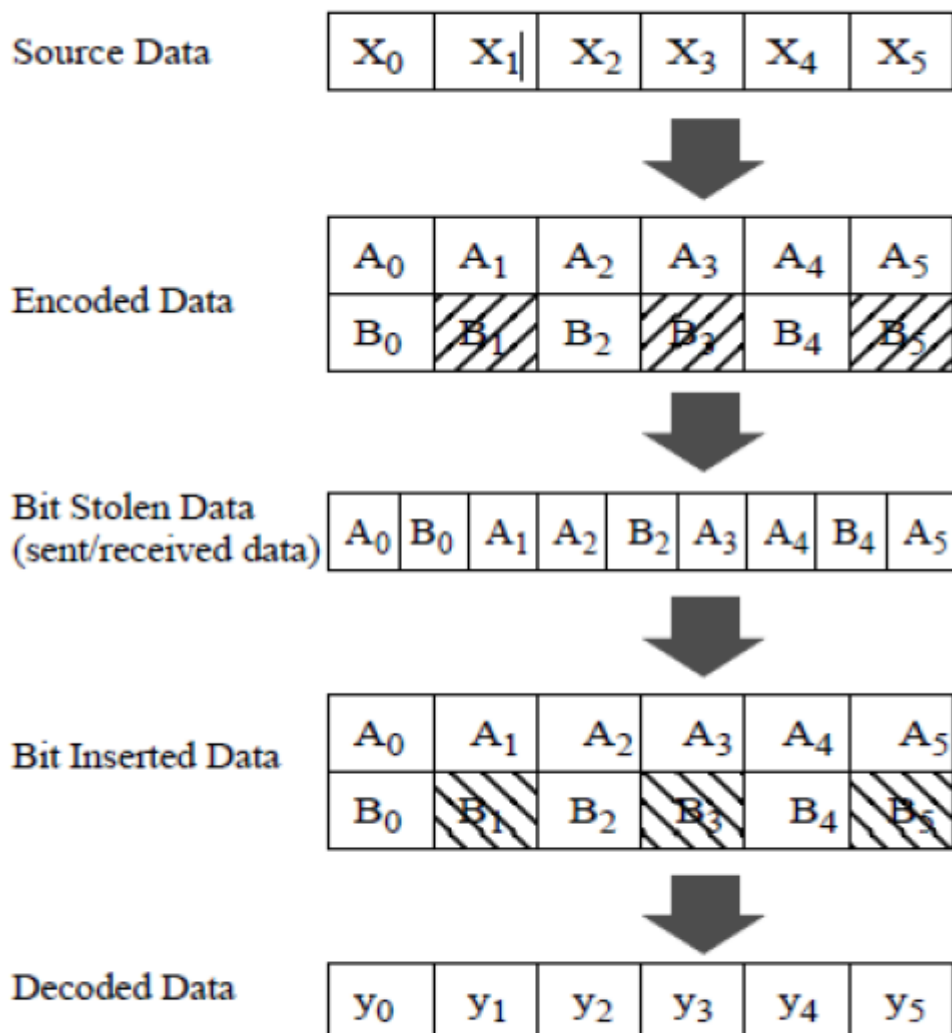 Source Data X₀ X₁ X₂ X₃ X₄ X₅
A₀ A₁ A₂ A₃ A₄ A₅
Encoded Data
B₀ B₁ B₂ B₃ B₄ B₅
Bit Stolen Data
(sent/received data) A₀ B₀ A₁ A₂ B₂ A₃ A₄ B₄ A₅
A₀ A₁ A₂ A₃ A₄ A₅
Bit Inserted Data
B₀ B₁ B₂ B₃ B₄ B₅
Decoded Data y₀ y₁ y₂ y₃ y₄ y₅